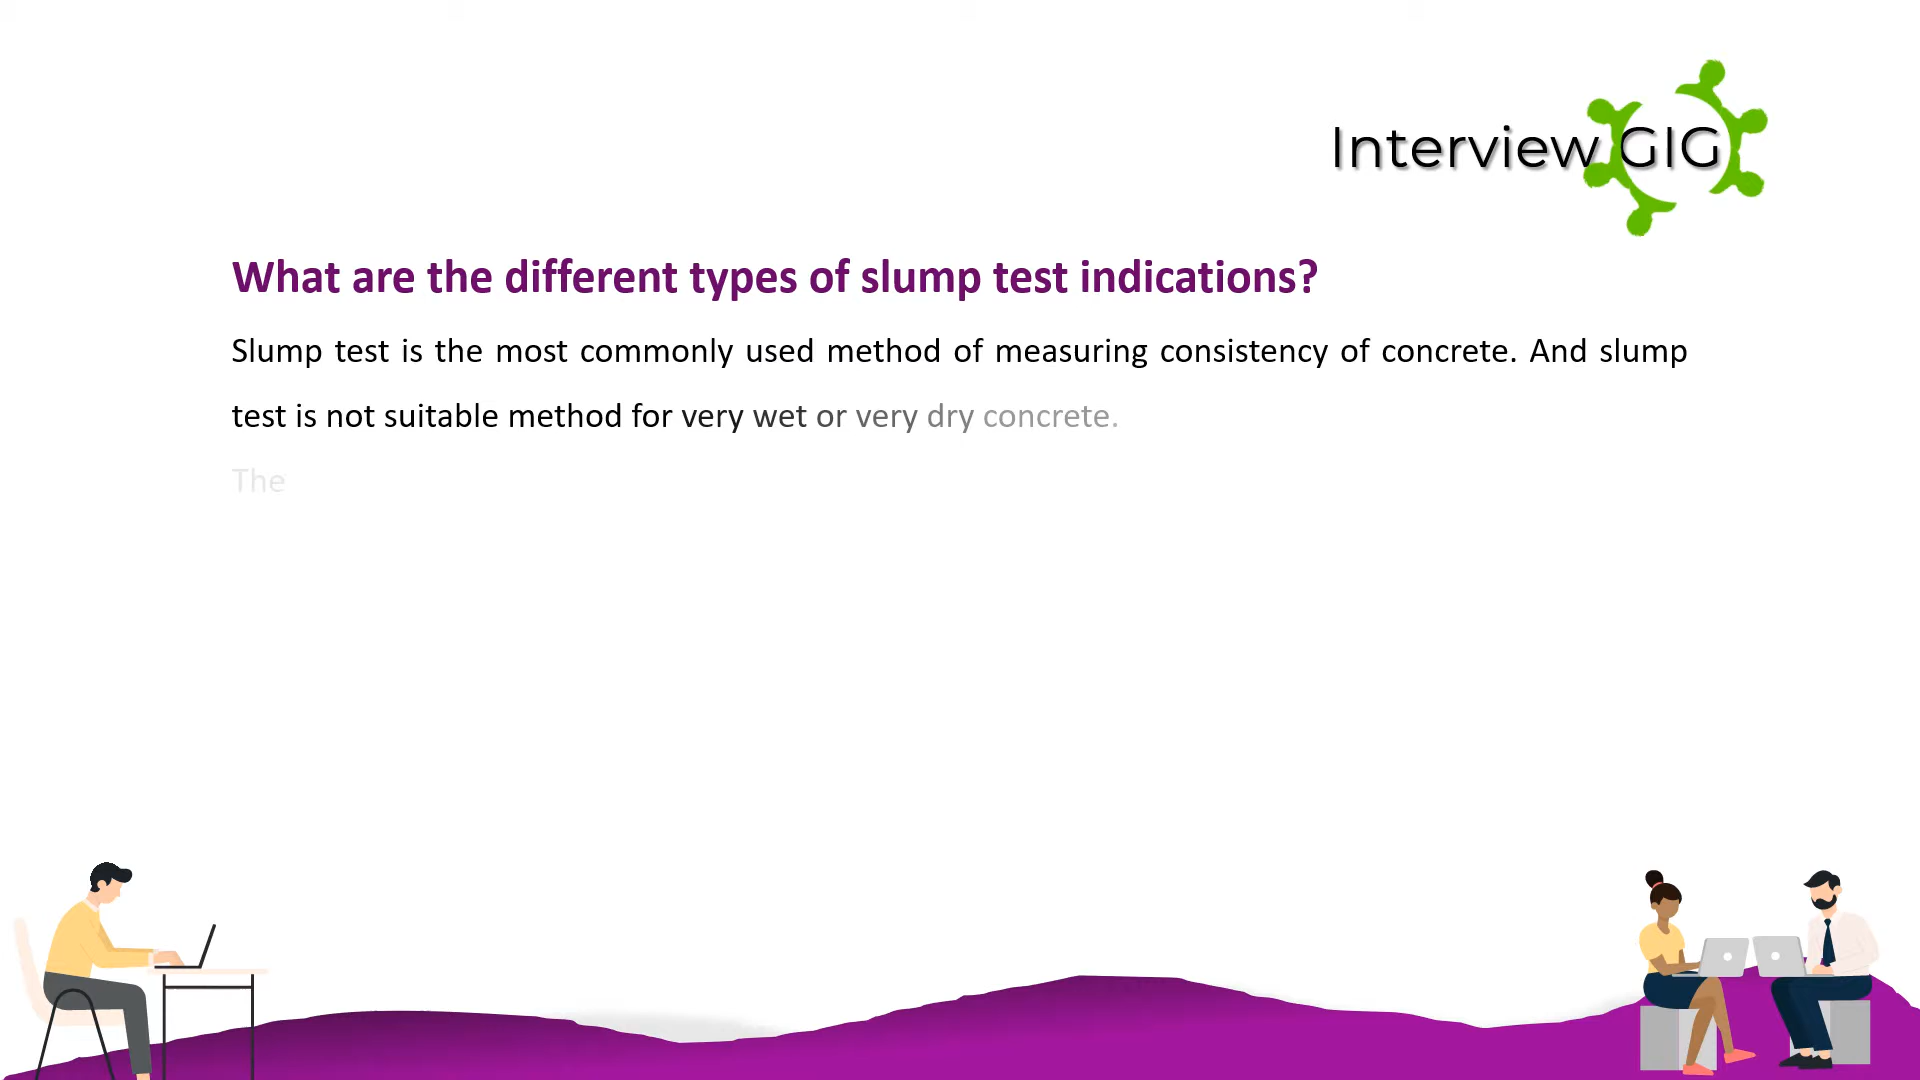 Interview GIG
What are the different types of slump test indications?
Slump test is the most commonly used method of measuring consistency of concrete. And slump
test is not suitable method for very wet or very dry concrete.
The